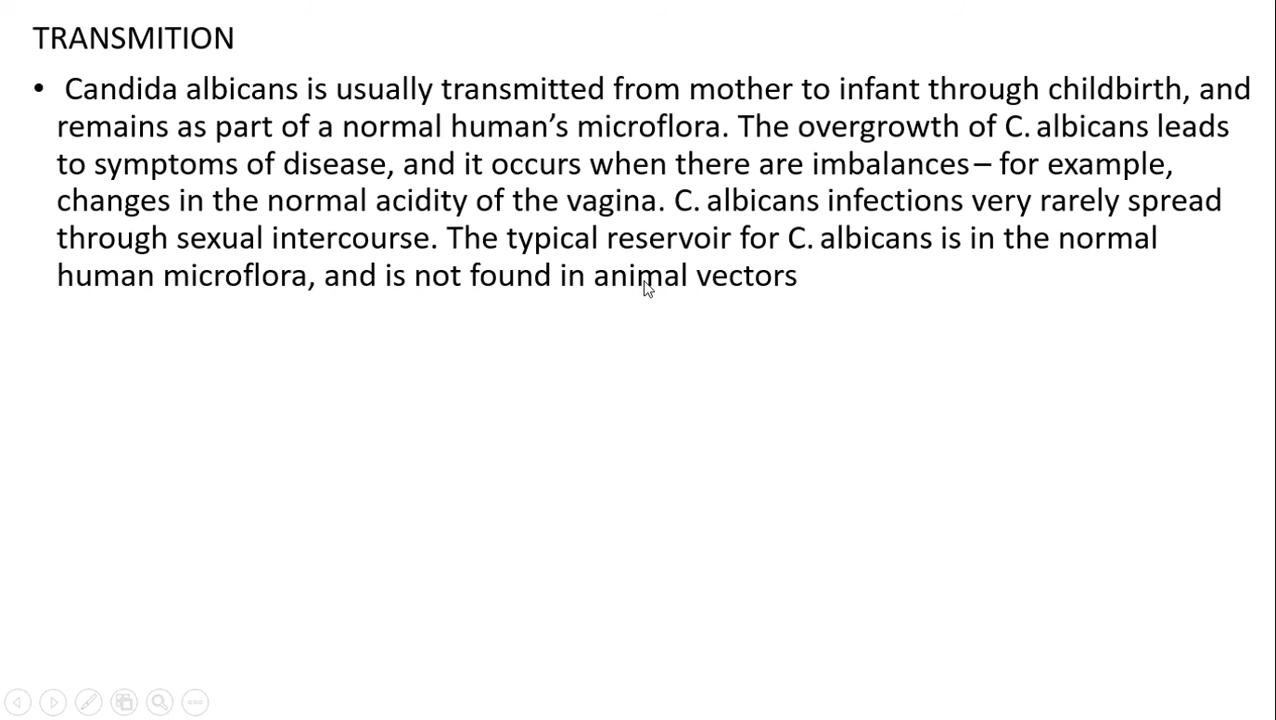 TRANSMITION
• Candida albicans is usually transmitted from mother to infant through childbirth, and
remains as part of a normal human’s microflora. The overgrowth of C. albicans leads
to symptoms of disease, and it occurs when there are imbalances – for example,
changes in the normal acidity of the vagina. C. albicans infections very rarely spread
through sexual intercourse. The typical reservoir for C. albicans is in the normal
human microflora, and is not found in animal vectors